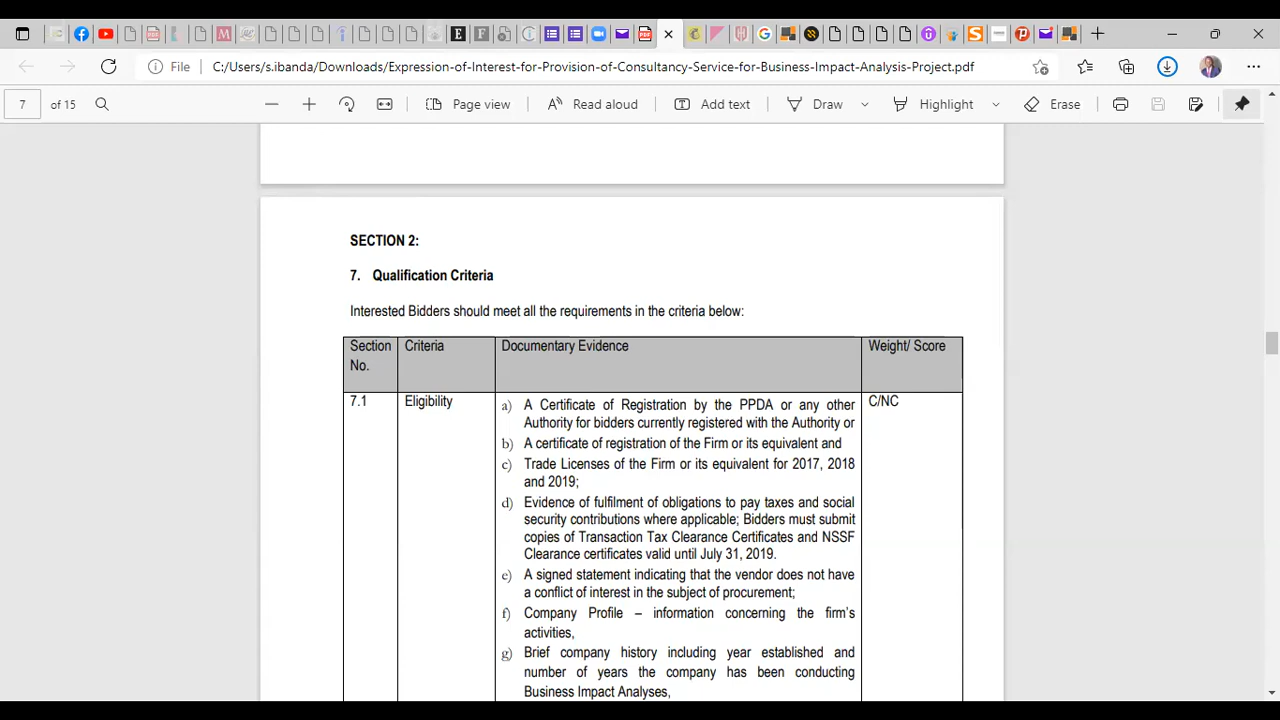 File
C:/Users/s.ibanda/Downloads/Expression-of-Interest-for-Provision-of-Consultancy-Service-for-Business-Impact-Analysis-Project.pdf
7 of 15
Page view
Read aloud
Add text
Draw
Highlight
Erase
SECTION 2:
7. Qualification Criteria
Interested Bidders should meet all the requirements in the criteria below:
Section No.
Criteria
Documentary Evidence
Weight/ Score
7.1
Eligibility
a) A Certificate of Registration by the PPDA or any other
Authority for bidders currently registered with the Authority or
b) A certificate of registration of the Firm or its equivalent and
c) Trade Licenses of the Firm or its equivalent for 2017, 2018
and 2019;
d) Evidence of fulfilment of obligations to pay taxes and social
security contributions where applicable; Bidders must submit
copies of Transaction Tax Clearance Certificates and NSSF
Clearance certificates valid until July 31, 2019.
e) A signed statement indicating that the vendor does not have
a conflict of interest in the subject of procurement;
f) Company Profile – information concerning the firm's
activities,
g) Brief company history including year established and
number of years the company has been conducting
Business Impact Analyses,
C/NC